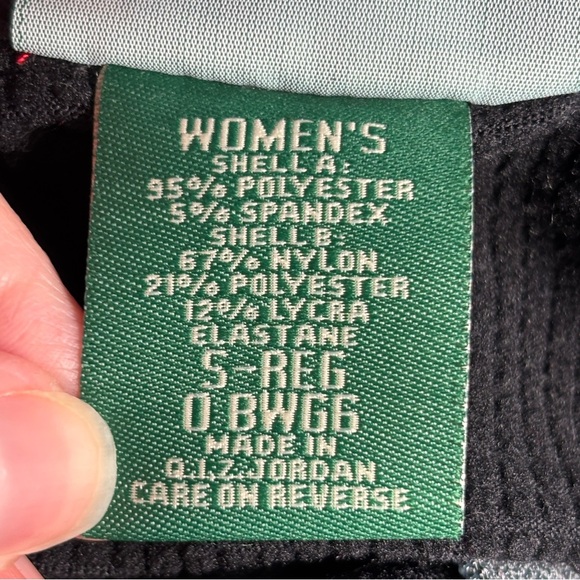 WOMEN'S
SHELL A:
95% POLYESTER
5% SPANDEX
SHELL B:
67% NYLON
21% POLYESTER
12% LYCRA
ELASTANE
S-REG
0 BWG6
MADE IN
Q.I.Z. JORDAN
CARE ON REVERSE